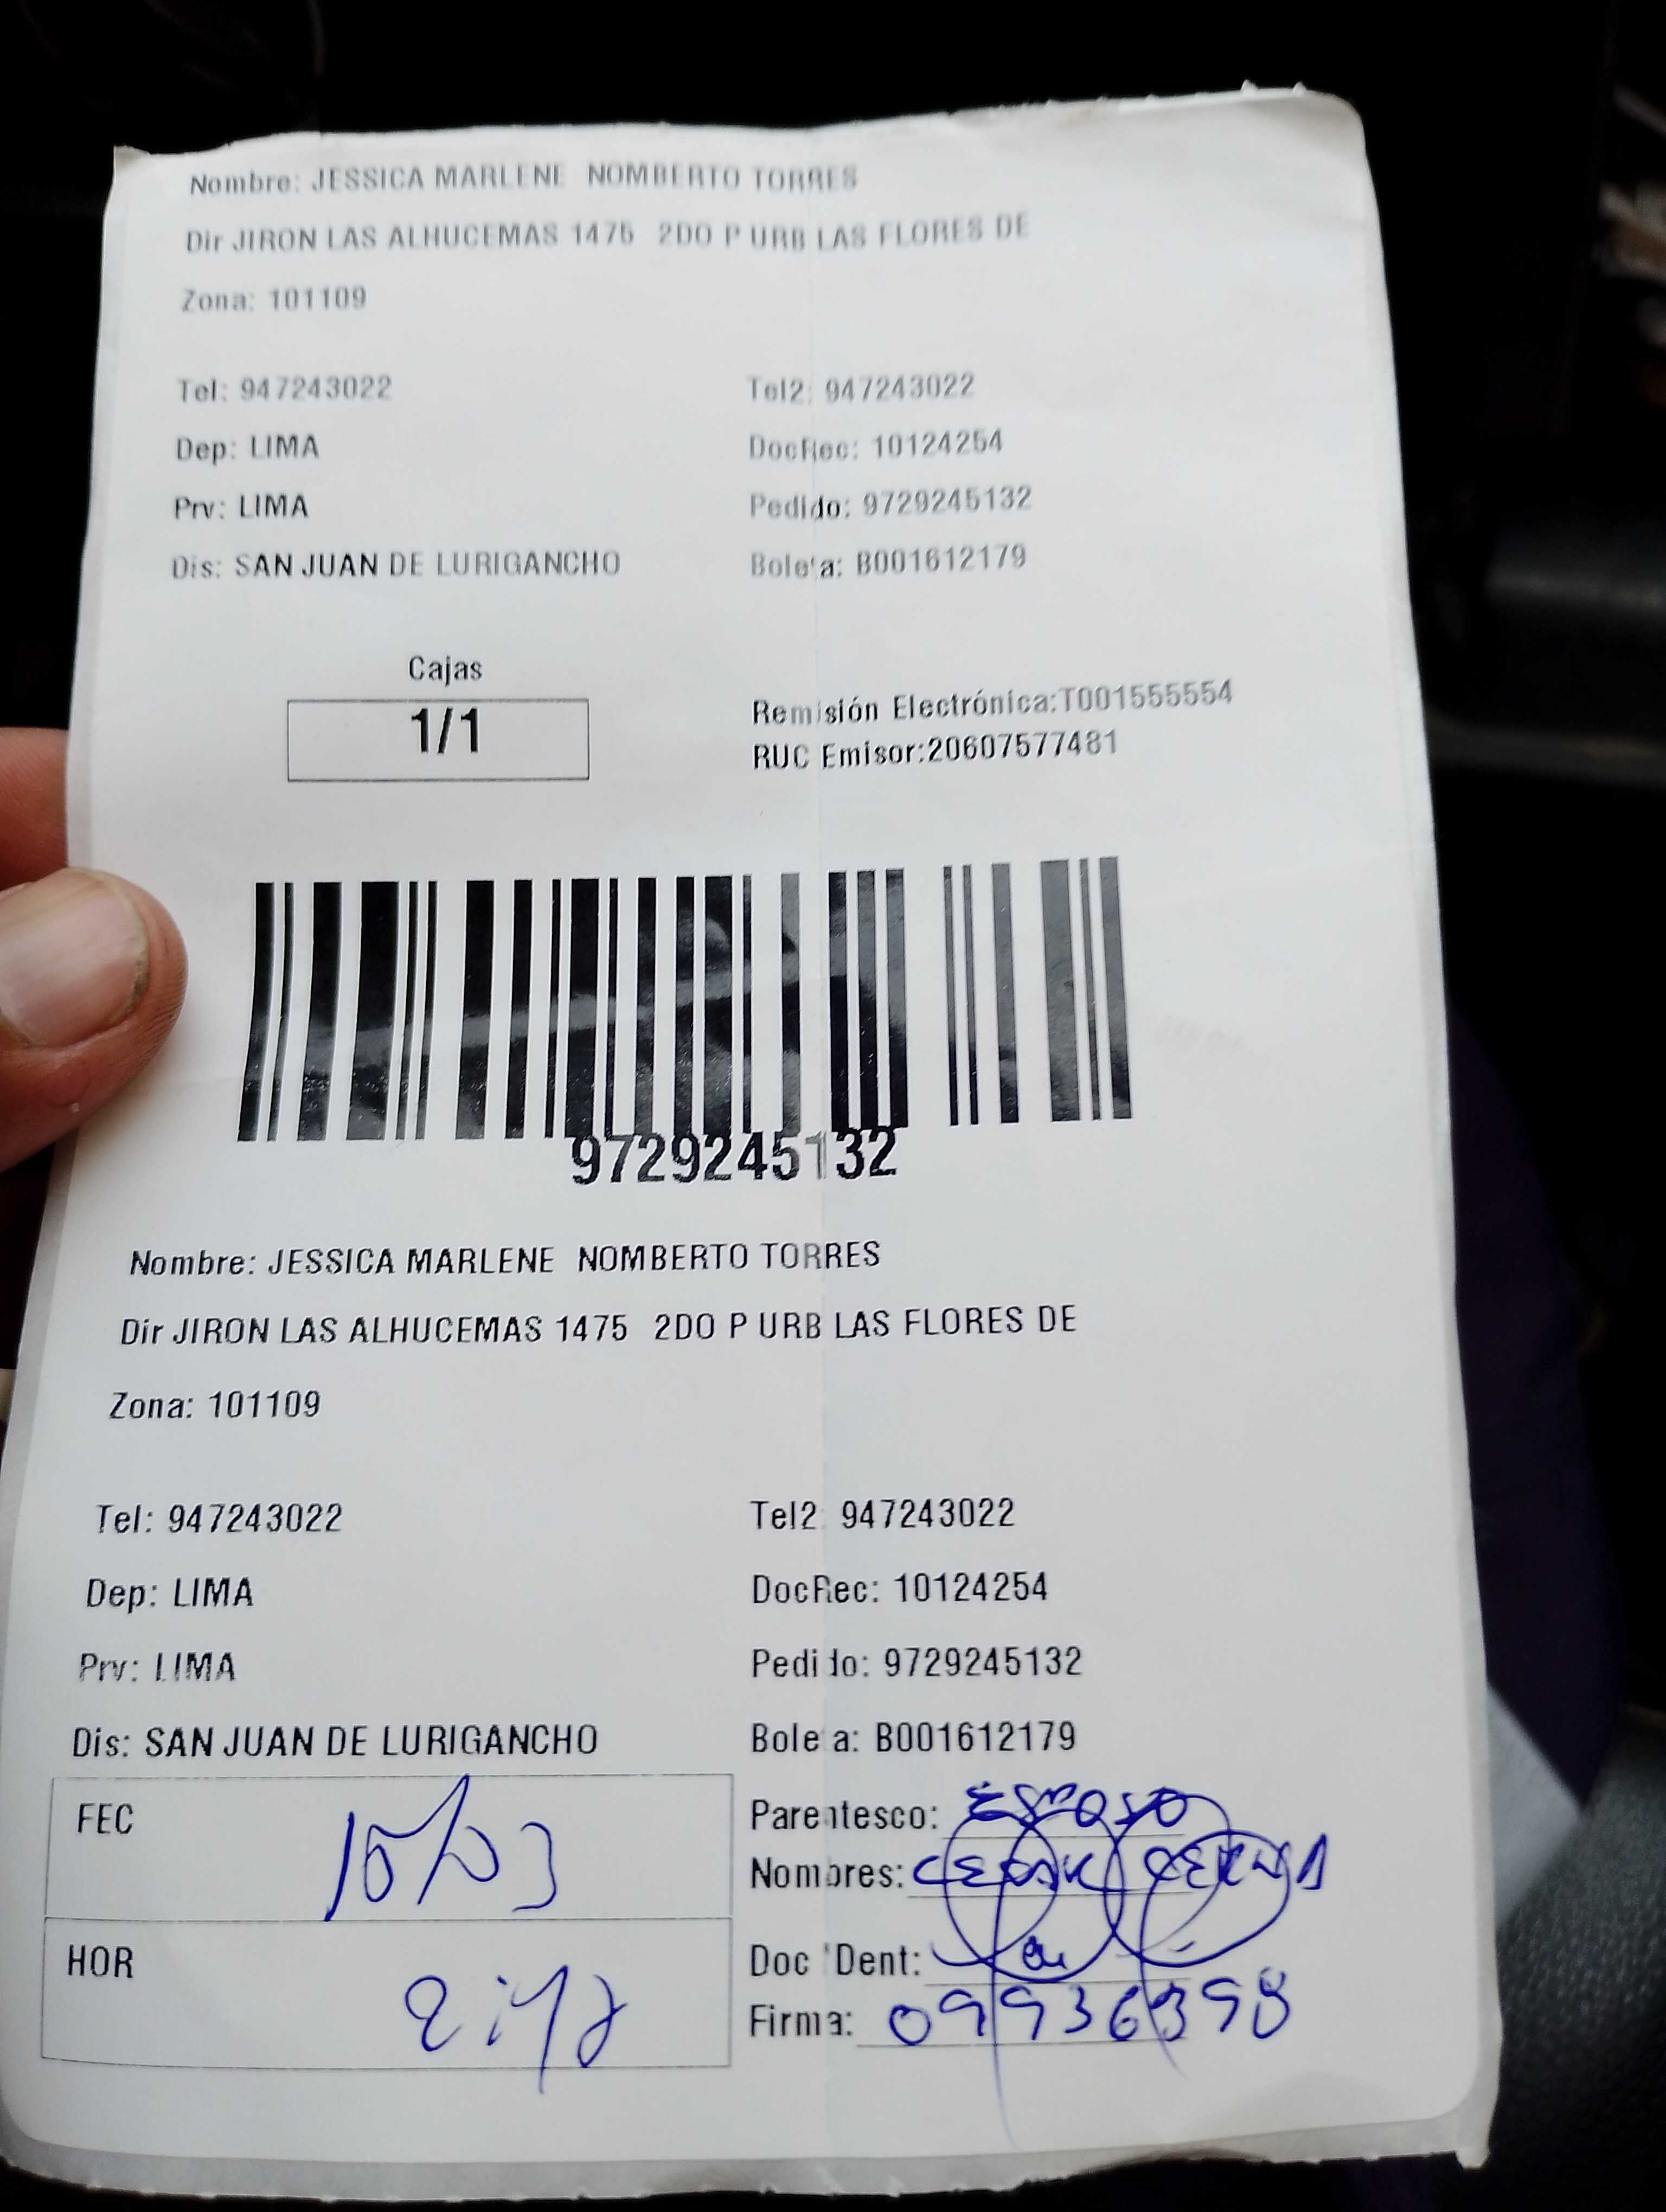 Nombre: JESSICA MARLENE NOMBERTO TORRES
Dir JIRON LAS ALHUCEMAS 1475 2DO P URB LAS FLORES DE
Zona: 101109
Tel: 947243022 Tel2: 947243022
Dep: LIMA DocRec: 10124254
Prv: LIMA Pedido: 9729245132
Dis: SAN JUAN DE LURIGANCHO Boleta: B001612179
Cajas
1/1
Remisión Electrónica:T001555554
RUC Emisor:20607577481
9729245132
Nombre: JESSICA MARLENE NOMBERTO TORRES
Dir JIRON LAS ALHUCEMAS 1475 2DO P URB LAS FLORES DE
Zona: 101109
Tel: 947243022 Tel2: 947243022
Dep: LIMA DocRec: 10124254
Prv: LIMA Pedido: 9729245132
Dis: SAN JUAN DE LURIGANCHO Boleta: B001612179
FEC
Parentesco: ESPOSO
Nombres:
HOR
Doc Dent:
Firma: 09936398